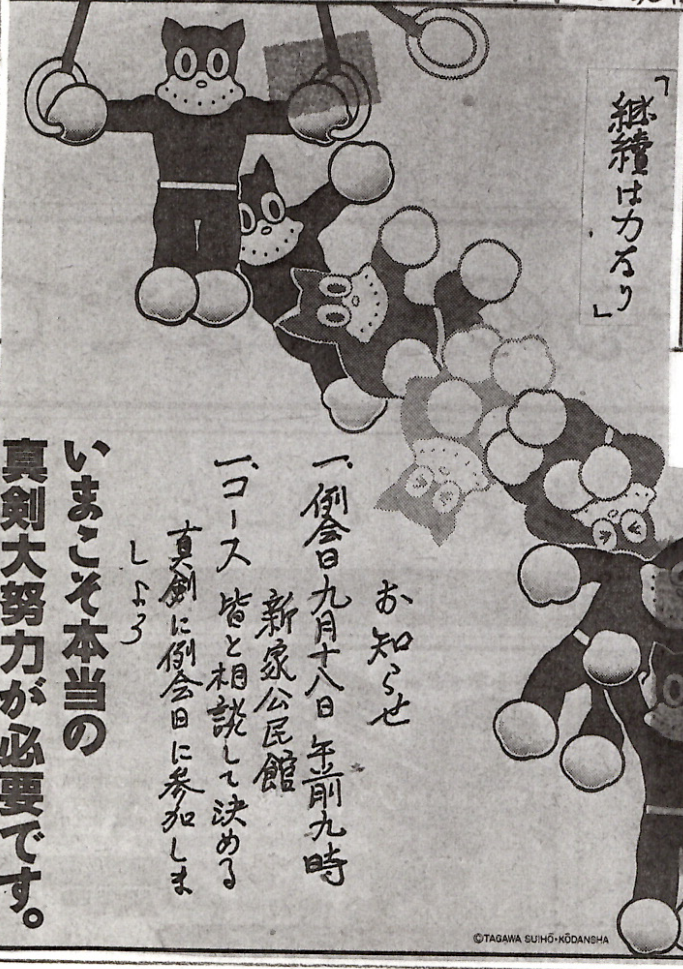 「継續は力なり」
お知らせ
一、例会日 九月十八日 午前九時
新家公民館
一、コース 皆と相談して決める
真剣に例会日に参加しま
しょう
いまこそ本当の
真剣大努力が必要です。
©TAGAWA SUIHŌ・KŌDANSHA